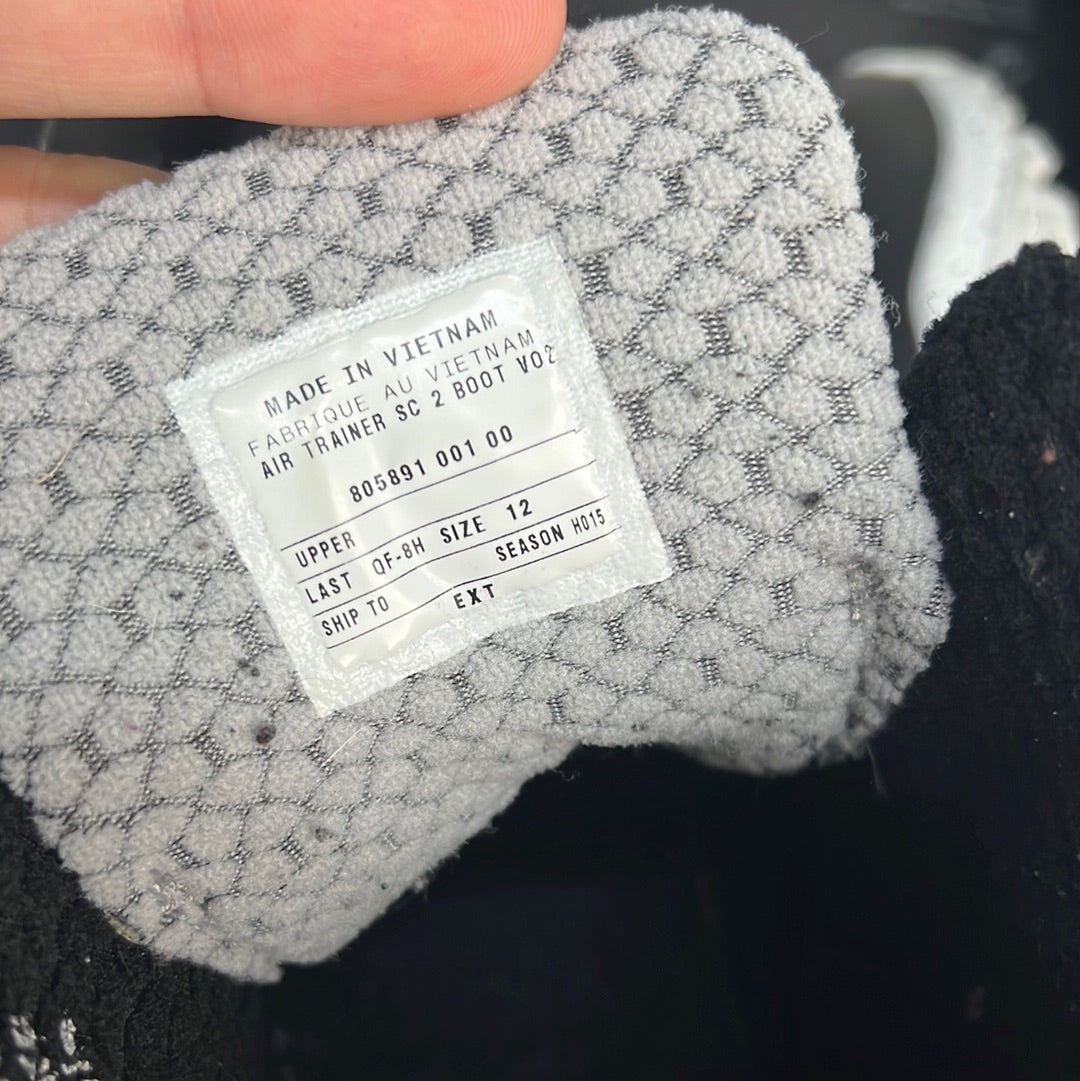 MADE IN VIETNAM
FABRIQUE AU VIETNAM
AIR TRAINER SC 2 BOOT V02
805891 001 00
UPPER
LAST QF-8H SIZE 12
SHIP TO SEASON HO15
EXT